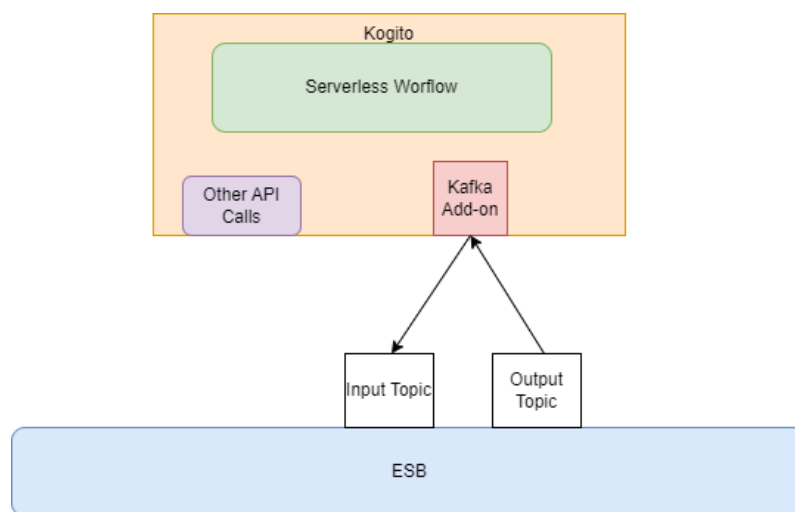 Kogito
Serverless Worflow
Other API
Calls
Kafka
Add-on
Input Topic
Output
Topic
ESB